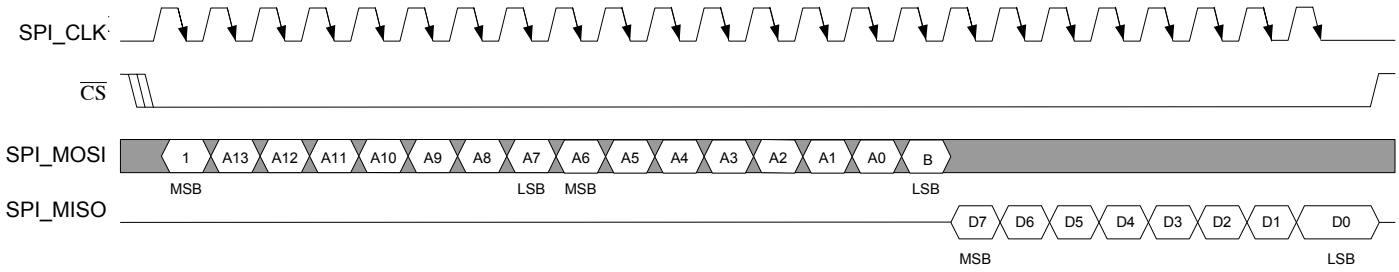 SPI_CLK
CS
SPI_MOSI 1 A13 A12 A11 A10 A9 A8 A7 A6 A5 A4 A3 A2 A1 A0 B
MSB LSB MSB LSB
SPI_MISO D7 D6 D5 D4 D3 D2 D1 D0
MSB LSB